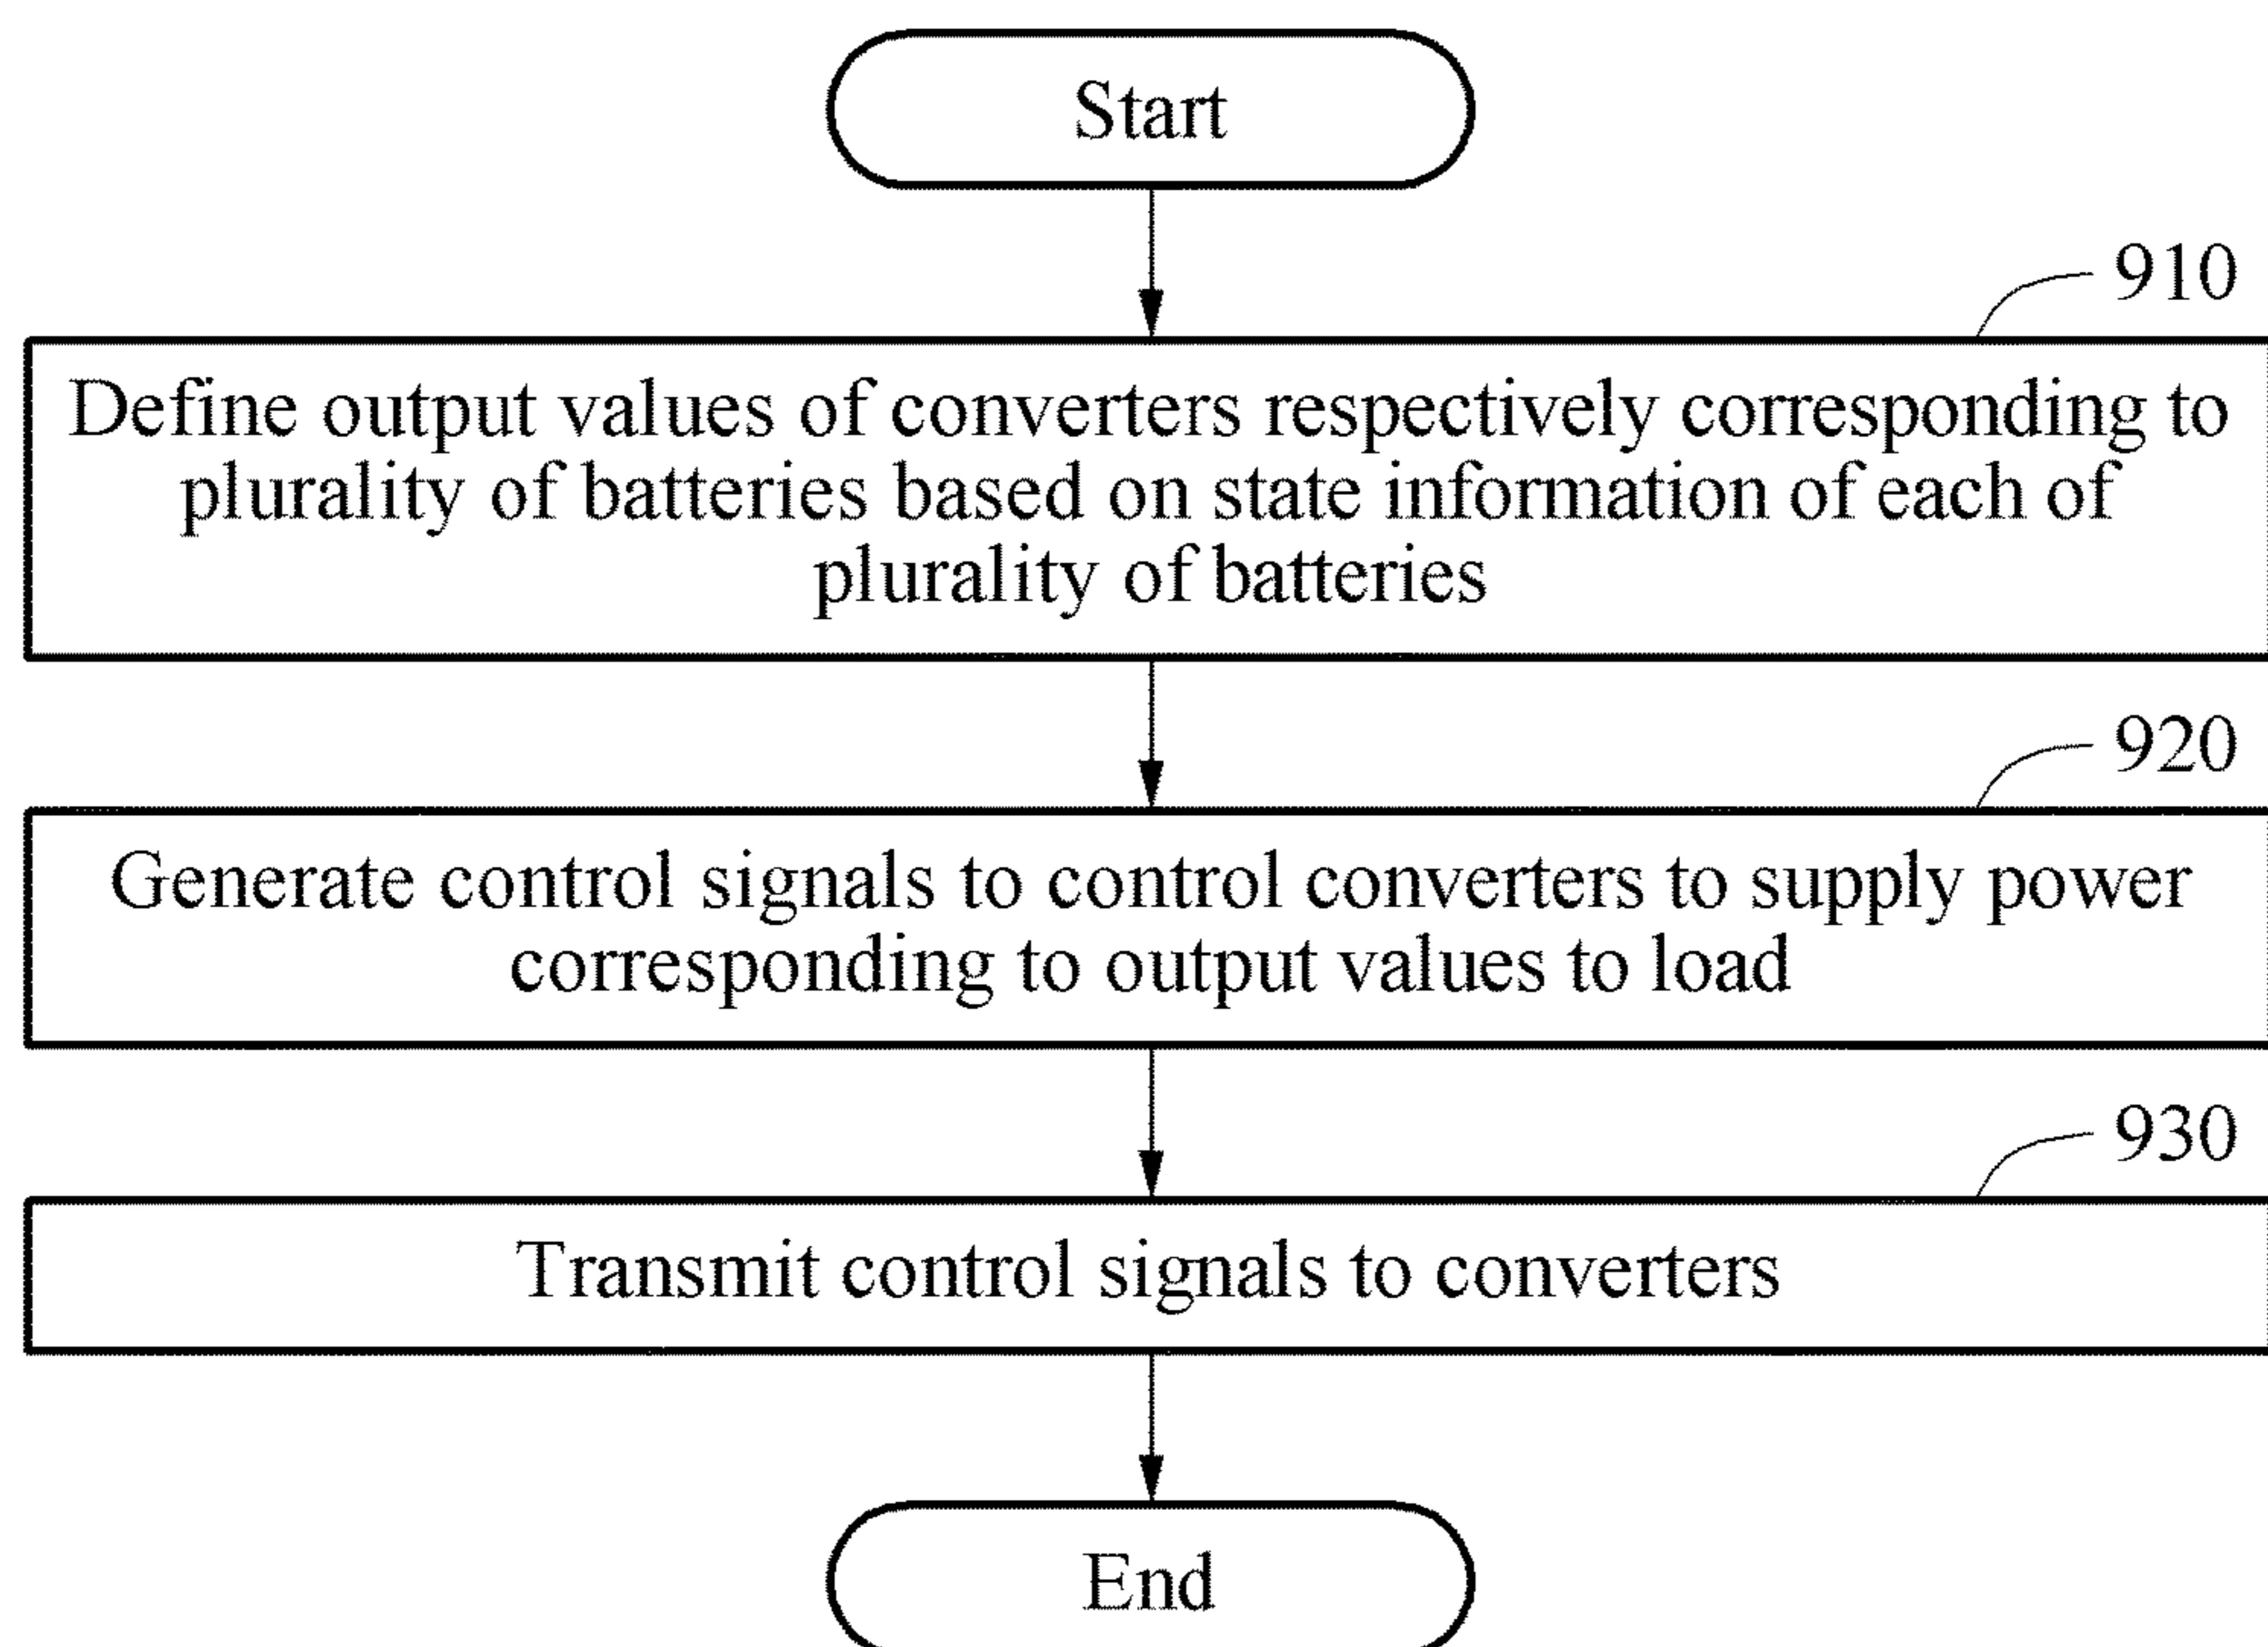 Start
910
Define output values of converters respectively corresponding to
plurality of batteries based on state information of each of
plurality of batteries
920
Generate control signals to control converters to supply power
corresponding to output values to load
930
Transmit control signals to converters
End